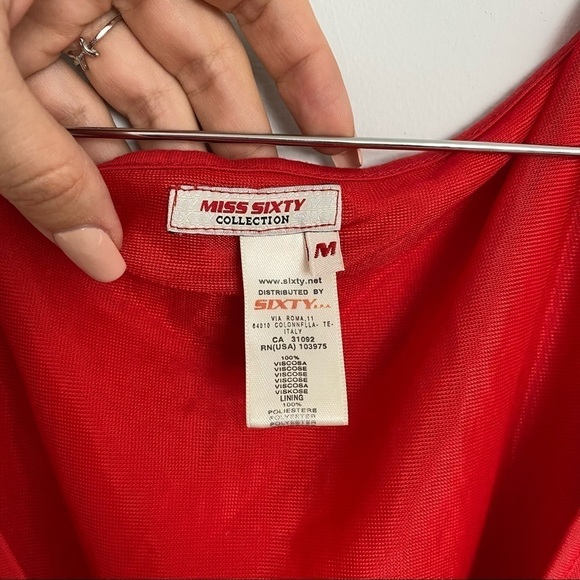 MISS SIXTY
COLLECTION
M
www.sixty.net
DISTRIBUTED BY
SIXTY S.P.A.
VIA ROMA,11
64010 COLONNELLA- TE-
ITALY
CA 31092
RN(USA) 103975
100%
VISCOSA
VISCOSE
VISCOSE
VISCOSE
VISCOSA
VISKOSE
LINING
100%
POLIESTERE
POLYESTER
POLYESTER